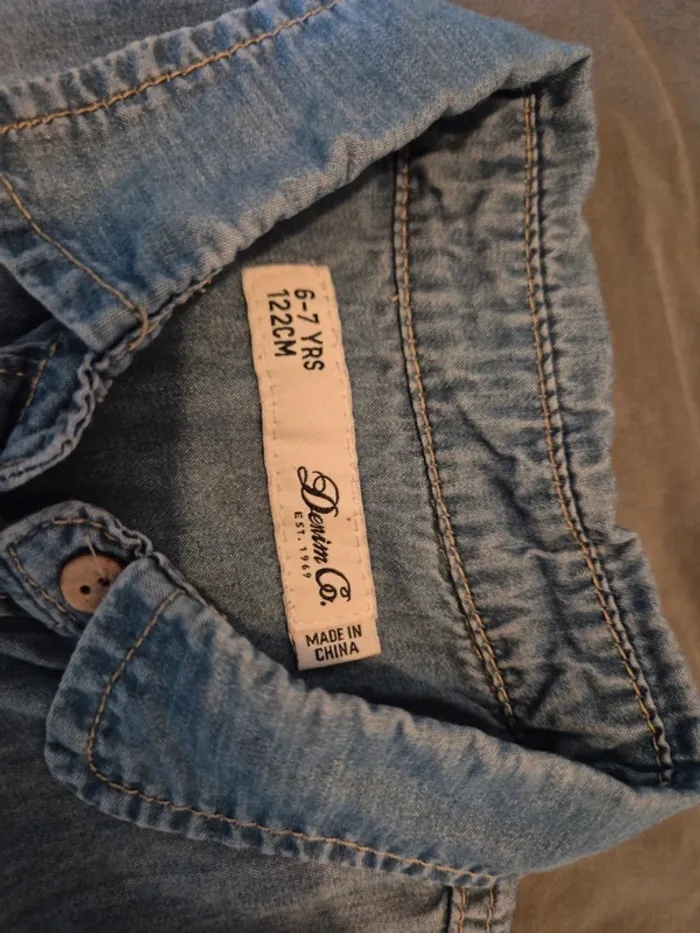 6-7 YRS
122CM
Denim Co.
EST. 1969
MADE IN
CHINA